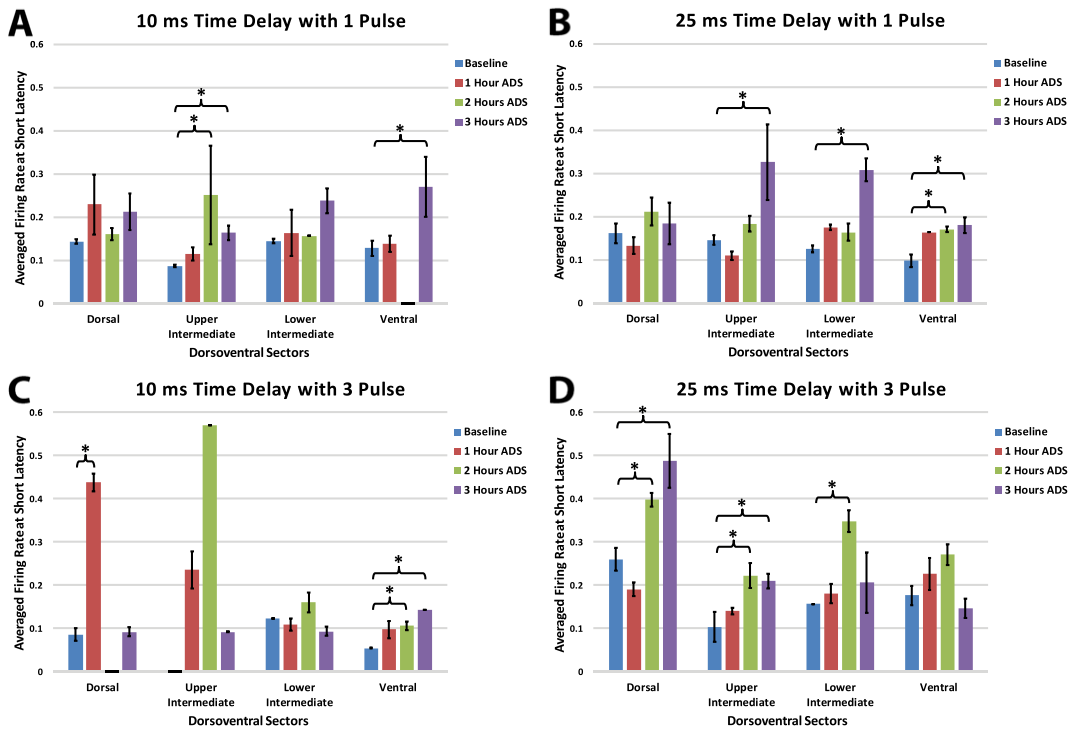 A
10 ms Time Delay with 1 Pulse
Averaged Firing Rateat Short Latency
0.6
0.5
0.4
0.3
0.2
0.1
0
*
*
*
Dorsal
Upper
Intermediate
Lower
Intermediate
Ventral
Dorsoventral Sectors
Baseline
1 Hour ADS
2 Hours ADS
3 Hours ADS
B
25 ms Time Delay with 1 Pulse
Averaged Firing Rateat Short Latency
0.6
0.5
0.4
0.3
0.2
0.1
0
*
*
*
*
Dorsal
Upper
Intermediate
Lower
Intermediate
Ventral
Dorsoventral Sectors
Baseline
1 Hour ADS
2 Hours ADS
3 Hours ADS
C
10 ms Time Delay with 3 Pulse
Averaged Firing Rateat Short Latency
0.6
0.5
0.4
0.3
0.2
0.1
0
*
*
*
Dorsal
Upper
Intermediate
Lower
Intermediate
Ventral
Dorsoventral Sectors
Baseline
1 Hour ADS
2 Hours ADS
3 Hours ADS
D
25 ms Time Delay with 3 Pulse
Averaged Firing Rateat Short Latency
0.6
0.5
0.4
0.3
0.2
0.1
0
*
*
*
*
*
Dorsal
Upper
Intermediate
Lower
Intermediate
Ventral
Dorsoventral Sectors
Baseline
1 Hour ADS
2 Hours ADS
3 Hours ADS